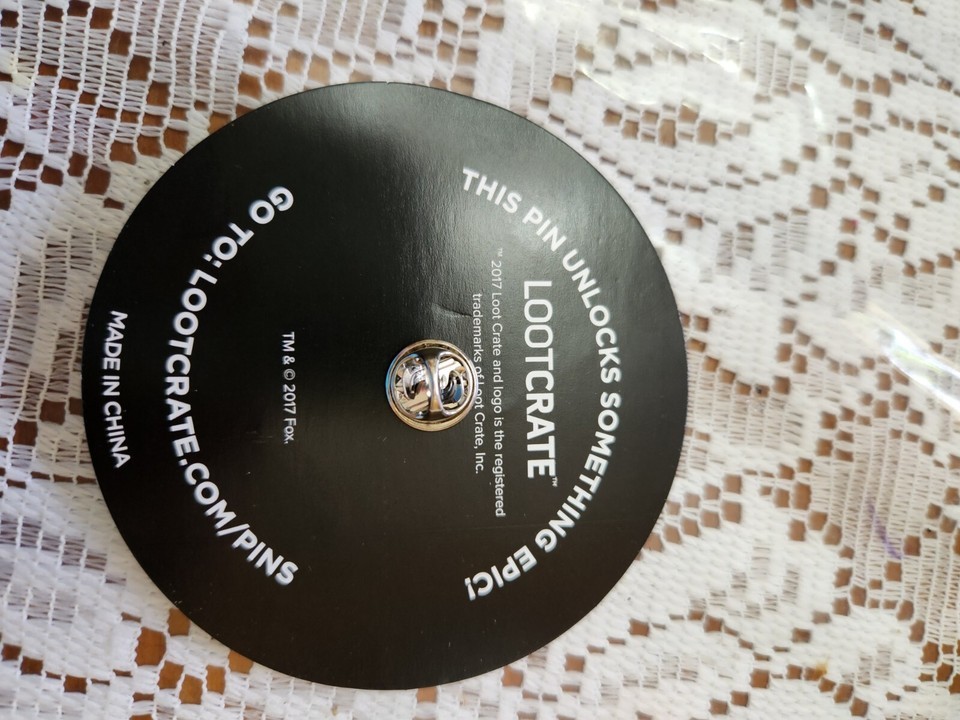 THIS PIN UNLOCKS SOMETHING EPIC!
LOOTCRATE™
™ 2017 Loot Crate and logo is the registered
trademarks of Loot Crate, Inc.
TM & © 2017 Fox.
GO TO: LOOTCRATE.COM/PINS
MADE IN CHINA